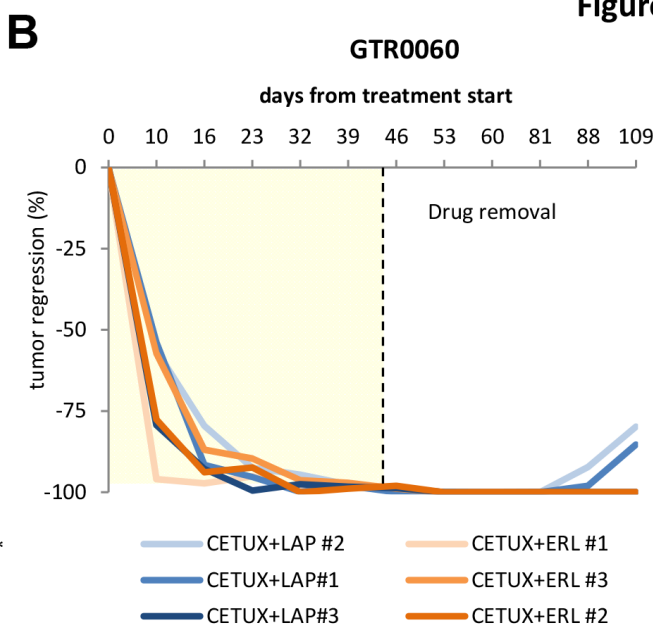 Figure
B
GTR0060
days from treatment start
0 10 16 23 32 39 46 53 60 81 88 109
0
-25
-50
-75
-100
tumor regression (%)
Drug removal
*
CETUX+LAP #2 CETUX+ERL #1
CETUX+LAP#1 CETUX+ERL #3
CETUX+LAP#3 CETUX+ERL #2